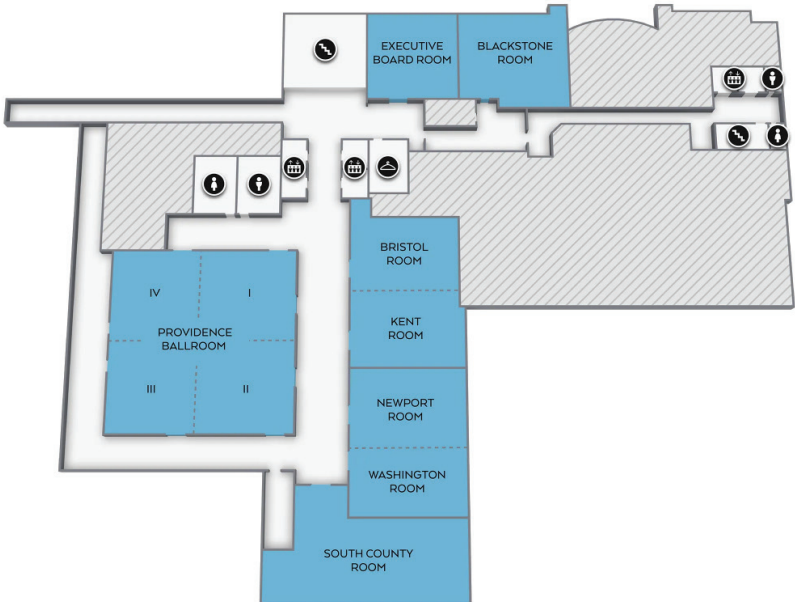 EXECUTIVE
BOARD ROOM
BLACKSTONE
ROOM
BRISTOL
ROOM
IV
I
PROVIDENCE
BALLROOM
KENT
ROOM
III
II
NEWPORT
ROOM
WASHINGTON
ROOM
SOUTH COUNTY
ROOM